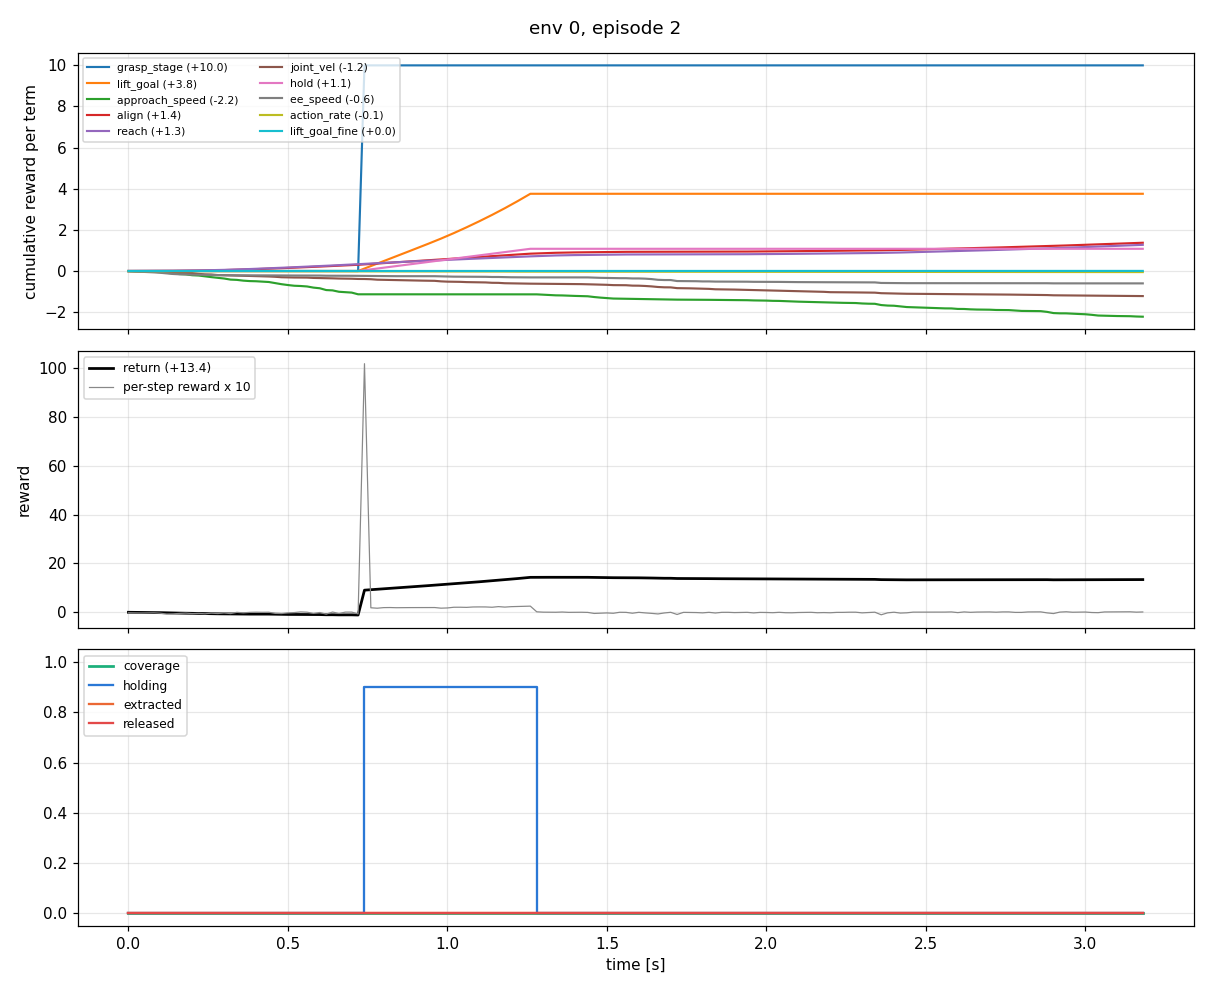 env 0, episode 2
cumulative reward per term
10
8
6
4
2
0
−2
grasp_stage (+10.0)
lift_goal (+3.8)
approach_speed (-2.2)
align (+1.4)
reach (+1.3)
joint_vel (-1.2)
hold (+1.1)
ee_speed (-0.6)
action_rate (-0.1)
lift_goal_fine (+0.0)
reward
100
80
60
40
20
0
return (+13.4)
per-step reward x 10
1.0
0.8
0.6
0.4
0.2
0.0
coverage
holding
extracted
released
0.0 0.5 1.0 1.5 2.0 2.5 3.0
time [s]